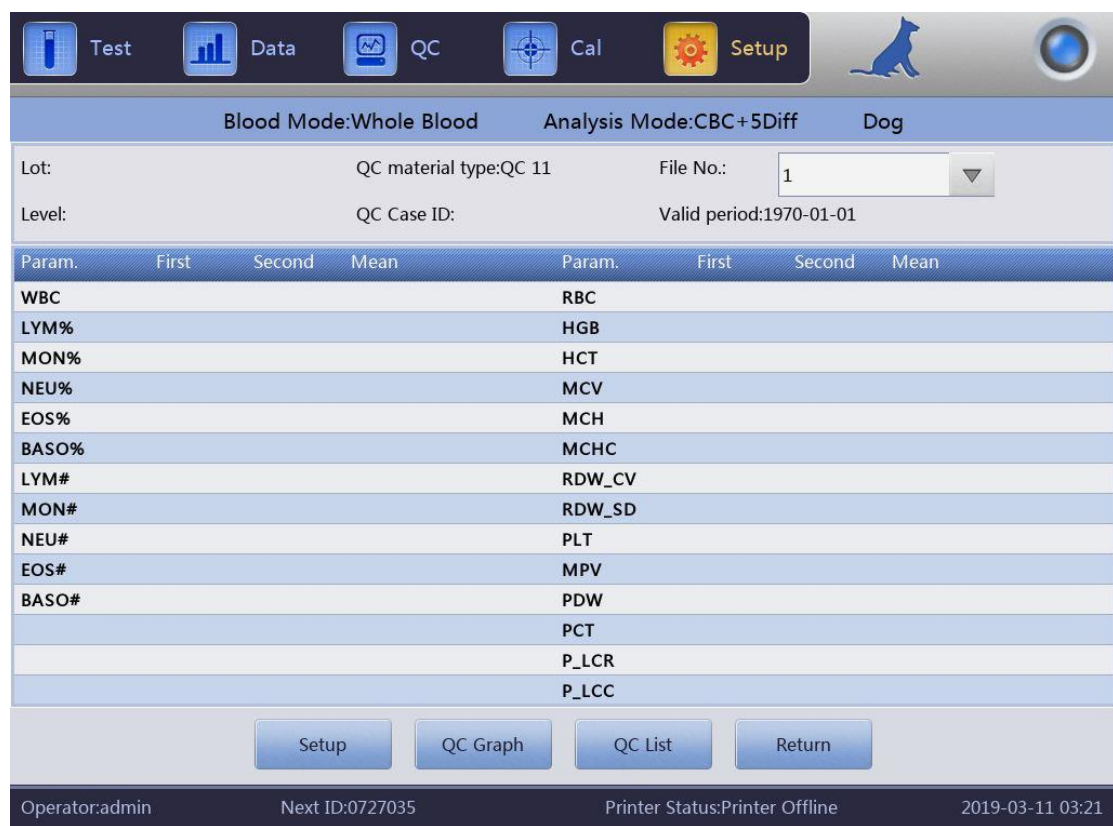 Test Data QC Cal Setup
Blood Mode:Whole Blood Analysis Mode:CBC+5Diff Dog
Lot: QC material type:QC 11 File No.: 1
Level: QC Case ID: Valid period:1970-01-01
Param. First Second Mean Param. First Second Mean
WBC RBC
LYM% HGB
MON% HCT
NEU% MCV
EOS% MCH
BASO% MCHC
LYM# RDW_CV
MON# RDW_SD
NEU# PLT
EOS# MPV
BASO# PDW
PCT
P_LCR
P_LCC
Setup QC Graph QC List Return
Operator:admin Next ID:0727035 Printer Status:Printer Offline 2019-03-11 03:21